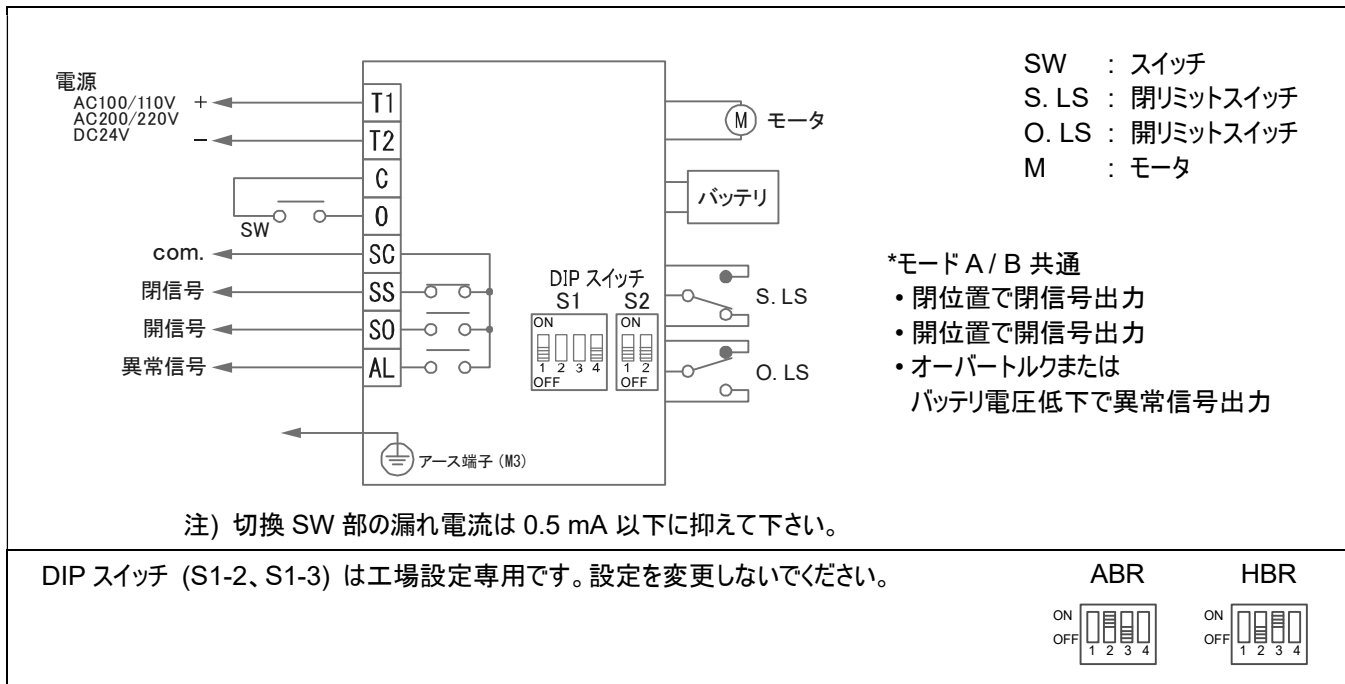 電源
AC100/110V +
AC200/220V
DC24V −
T1
T2
C
O
SW
com. SC
閉信号 SS
開信号 SO
異常信号 AL
アース端子 (M3)
M モータ
バッテリ
DIP スイッチ
S1 S2
ON ON
1 2 3 4 1 2
OFF OFF
S. LS
O. LS
SW : スイッチ
S. LS : 閉リミットスイッチ
O. LS : 開リミットスイッチ
M : モータ
*モード A / B 共通
• 閉位置で閉信号出力
• 開位置で開信号出力
• オーバートルクまたは
バッテリ電圧低下で異常信号出力
注) 切換 SW 部の漏れ電流は 0.5 mA 以下に抑えて下さい。
DIP スイッチ (S1-2、S1-3) は工場設定専用です。設定を変更しないでください。
ABR HBR
ON ON
OFF OFF
1 2 3 4 1 2 3 4